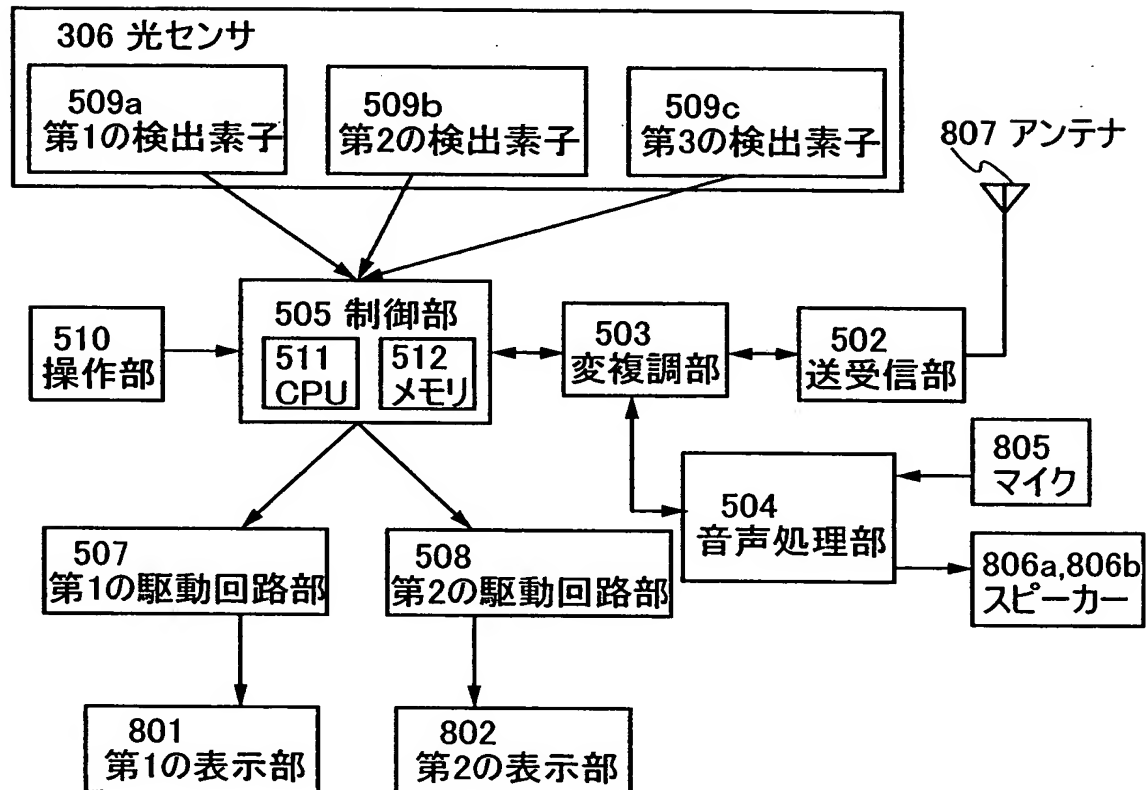 306 光センサ
509a
第1の検出素子
509b
第2の検出素子
509c
第3の検出素子
807 アンテナ
505 制御部
511
CPU
512
メモリ
510
操作部
503
変複調部
502
送受信部
805
マイク
504
音声処理部
806a,806b
スピーカー
507
第1の駆動回路部
508
第2の駆動回路部
801
第1の表示部
802
第2の表示部